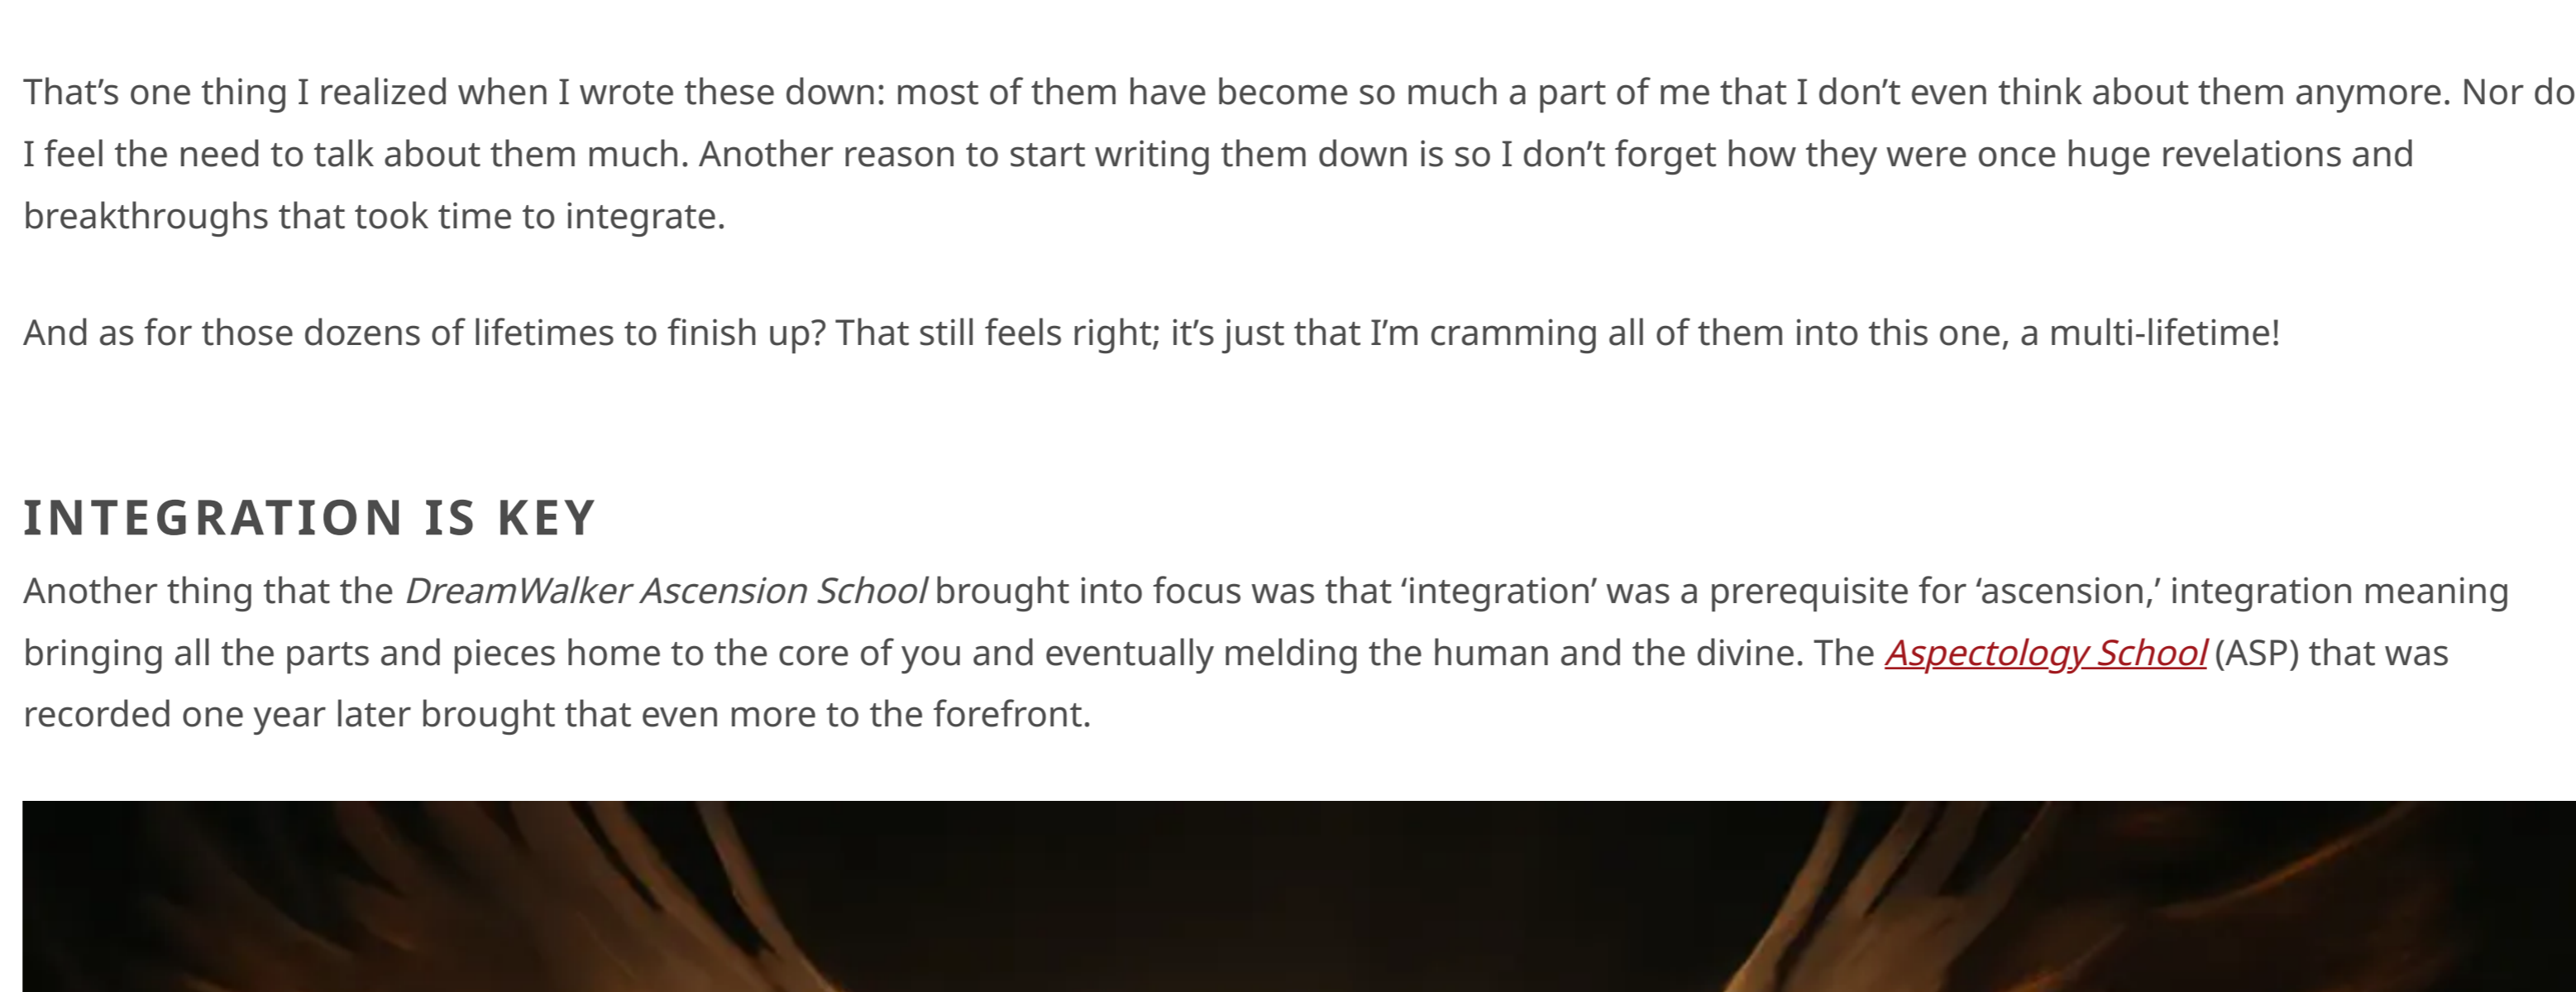 That’s one thing I realized when I wrote these down: most of them have become so much a part of me that I don’t even think about them anymore. Nor do
I feel the need to talk about them much. Another reason to start writing them down is so I don’t forget how they were once huge revelations and
breakthroughs that took time to integrate.
And as for those dozens of lifetimes to finish up? That still feels right; it’s just that I’m cramming all of them into this one, a multi-lifetime!
INTEGRATION IS KEY
Another thing that the DreamWalker Ascension School brought into focus was that ‘integration’ was a prerequisite for ‘ascension,’ integration meaning
bringing all the parts and pieces home to the core of you and eventually melding the human and the divine. The Aspectology School (ASP) that was
recorded one year later brought that even more to the forefront.